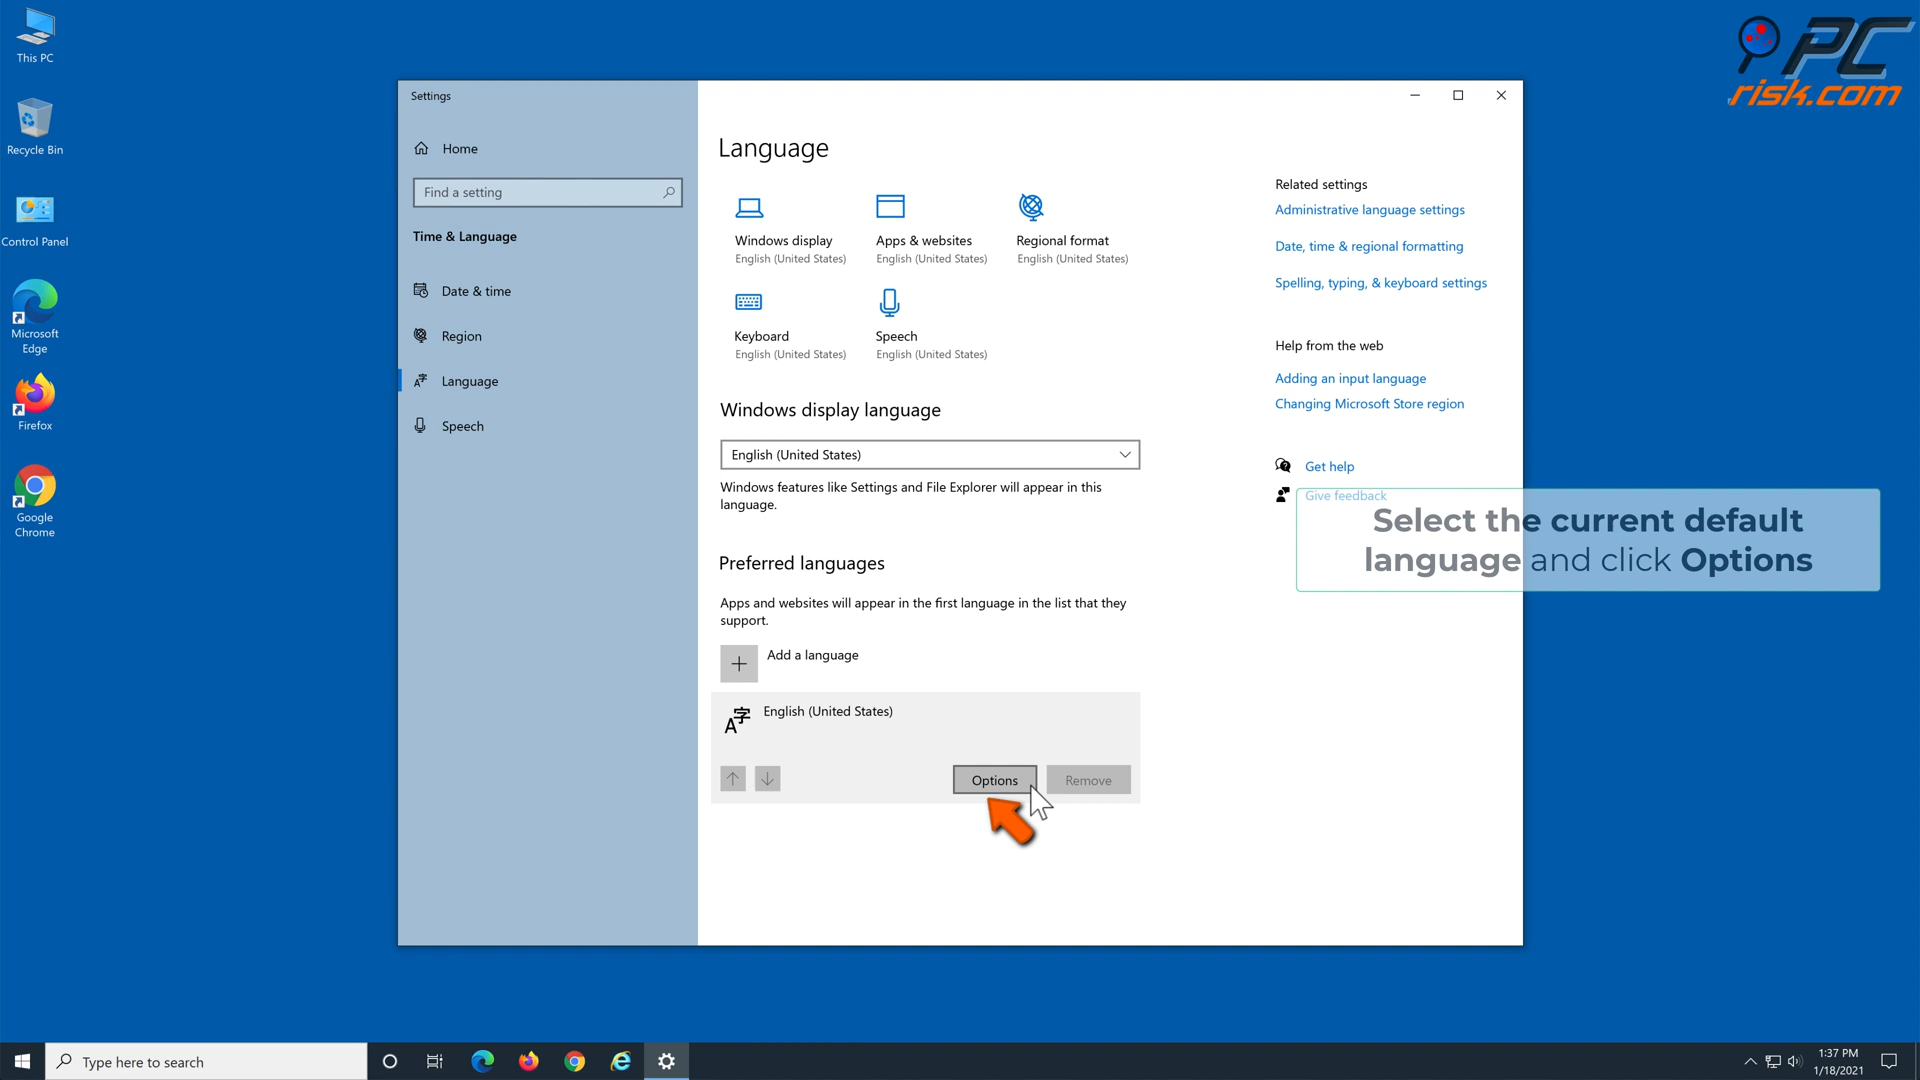 This PC
Recycle Bin
Control Panel
Microsoft
Edge
Firefox
Google
Chrome
PC
risk.com
Settings
Home
Find a setting
Time & Language
Date & time
Region
Language
Speech
Language
Windows display
English (United States)
Apps & websites
English (United States)
Regional format
English (United States)
Keyboard
English (United States)
Speech
English (United States)
Windows display language
English (United States)
Windows features like Settings and File Explorer will appear in this
language.
Preferred languages
Apps and websites will appear in the first language in the list that they
support.
Add a language
A字
English (United States)
Options
Remove
Related settings
Administrative language settings
Date, time & regional formatting
Spelling, typing, & keyboard settings
Help from the web
Adding an input language
Changing Microsoft Store region
Get help
Give feedback
Select the current default
language and click Options
Type here to search
1:37 PM
1/18/2021